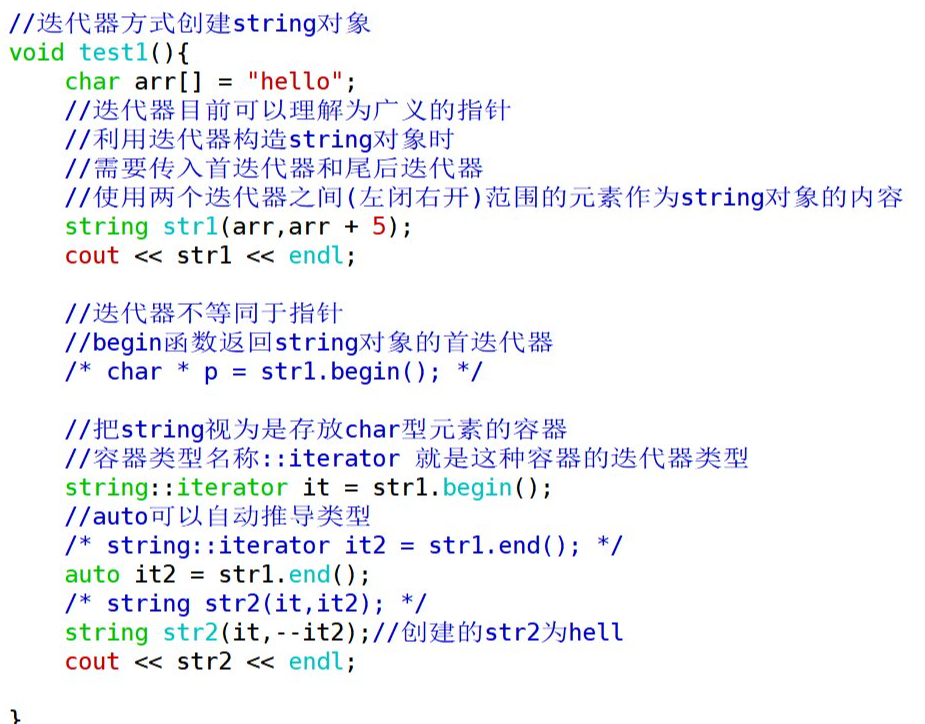 //迭代器方式创建string对象
void test1(){
    char arr[] = "hello";
    //迭代器目前可以理解为广义的指针
    //利用迭代器构造string对象时
    //需要传入首迭代器和尾后迭代器
    //使用两个迭代器之间(左闭右开)范围的元素作为string对象的内容
    string str1(arr,arr + 5);
    cout << str1 << endl;

    //迭代器不等同于指针
    //begin函数返回string对象的首迭代器
    /* char * p = str1.begin(); */

    //把string视为是存放char型元素的容器
    //容器类型名称::iterator 就是这种容器的迭代器类型
    string::iterator it = str1.begin();
    //auto可以自动推导类型
    /* string::iterator it2 = str1.end(); */
    auto it2 = str1.end();
    /* string str2(it,it2); */
    string str2(it,--it2);//创建的str2为hell
    cout << str2 << endl;

}